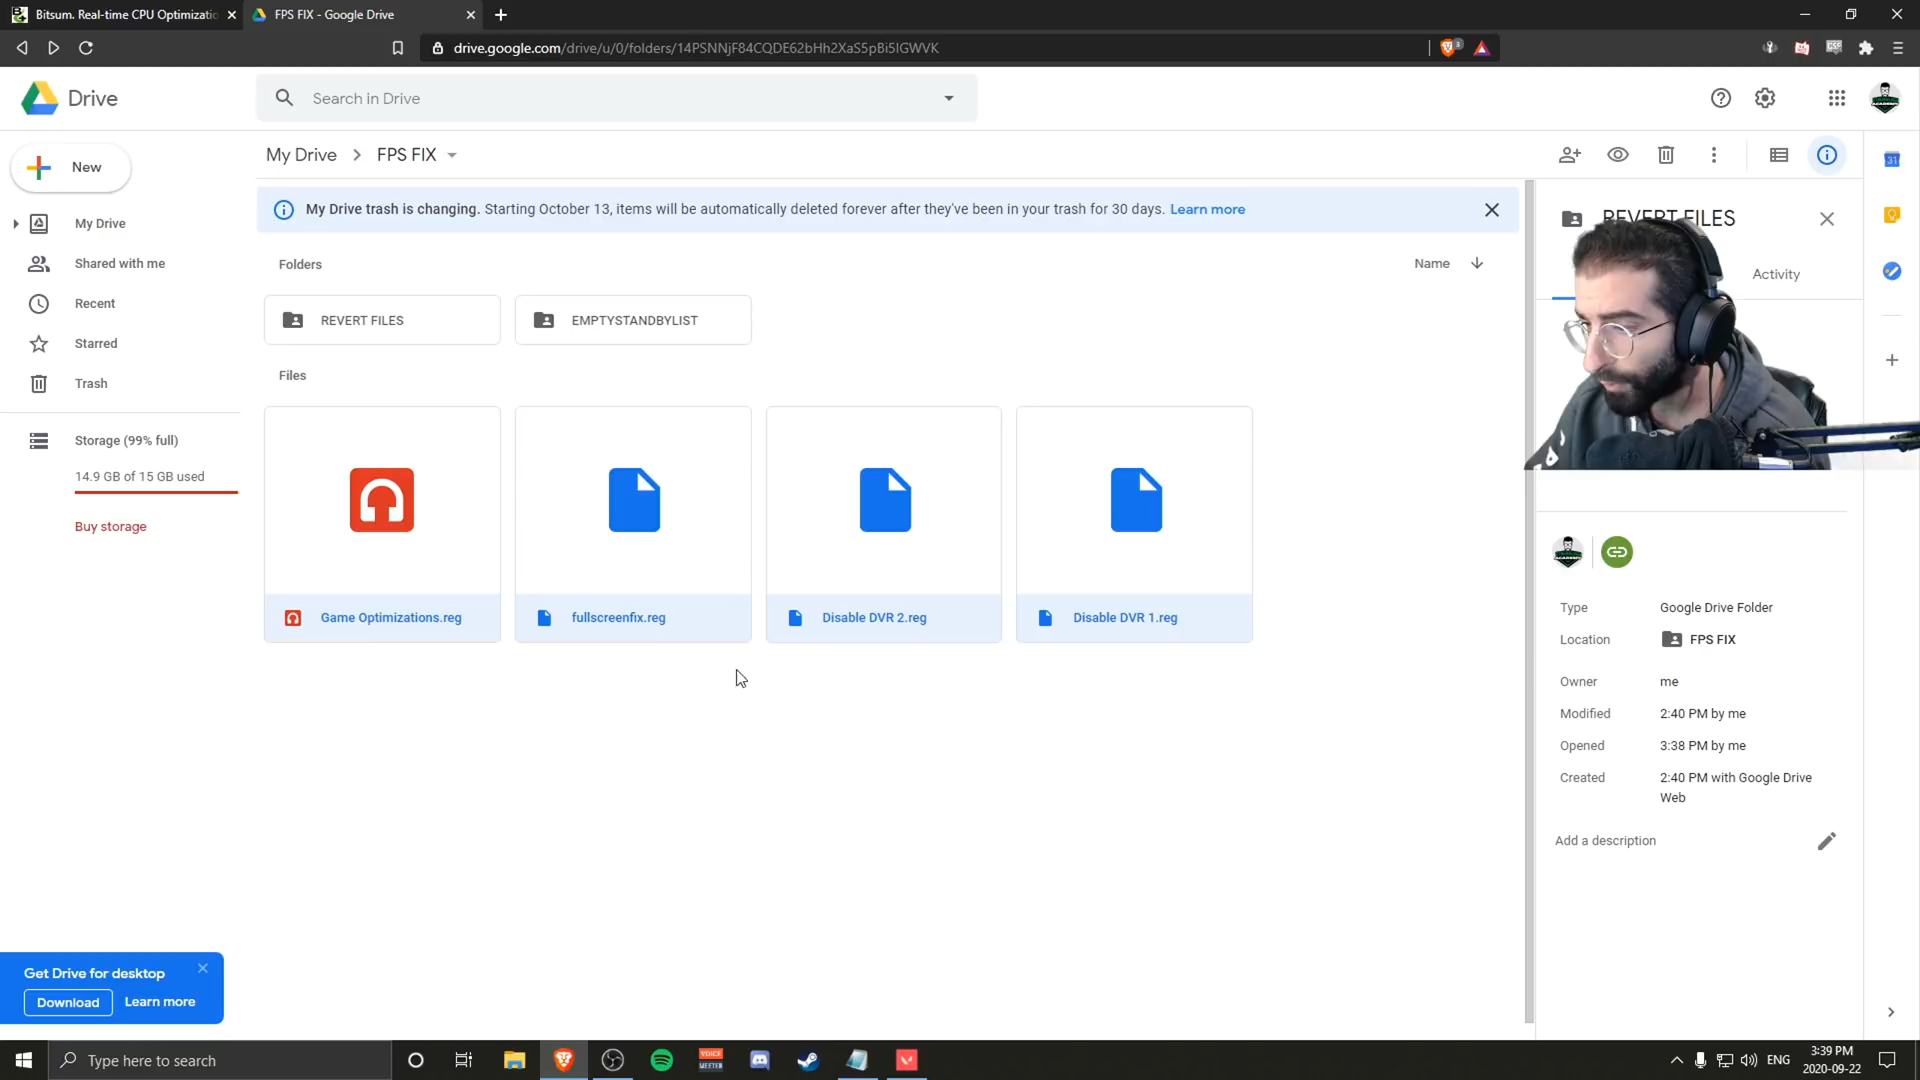 Bitsum. Real-time CPU Optimizatio
FPS FIX - Google Drive
drive.google.com/drive/u/0/folders/14PSNNjF84CQDE62bHh2XaS5pBi5IGWVK
Drive
Search in Drive
New
My Drive
Shared with me
Recent
Starred
Trash
Storage (99% full)
14.9 GB of 15 GB used
Buy storage
Get Drive for desktop
Download
Learn more
My Drive
FPS FIX
My Drive trash is changing. Starting October 13, items will be automatically deleted forever after they've been in your trash for 30 days. Learn more
Folders
Name
REVERT FILES
EMPTYSTANDBYLIST
Files
Game Optimizations.reg
fullscreenfix.reg
Disable DVR 2.reg
Disable DVR 1.reg
REVERT FILES
Activity
Type
Google Drive Folder
Location
FPS FIX
Owner
me
Modified
2:40 PM by me
Opened
3:38 PM by me
Created
2:40 PM with Google Drive
Web
Add a description
31
Type here to search
VOICE
MEETER
ENG
3:39 PM
2020-09-22